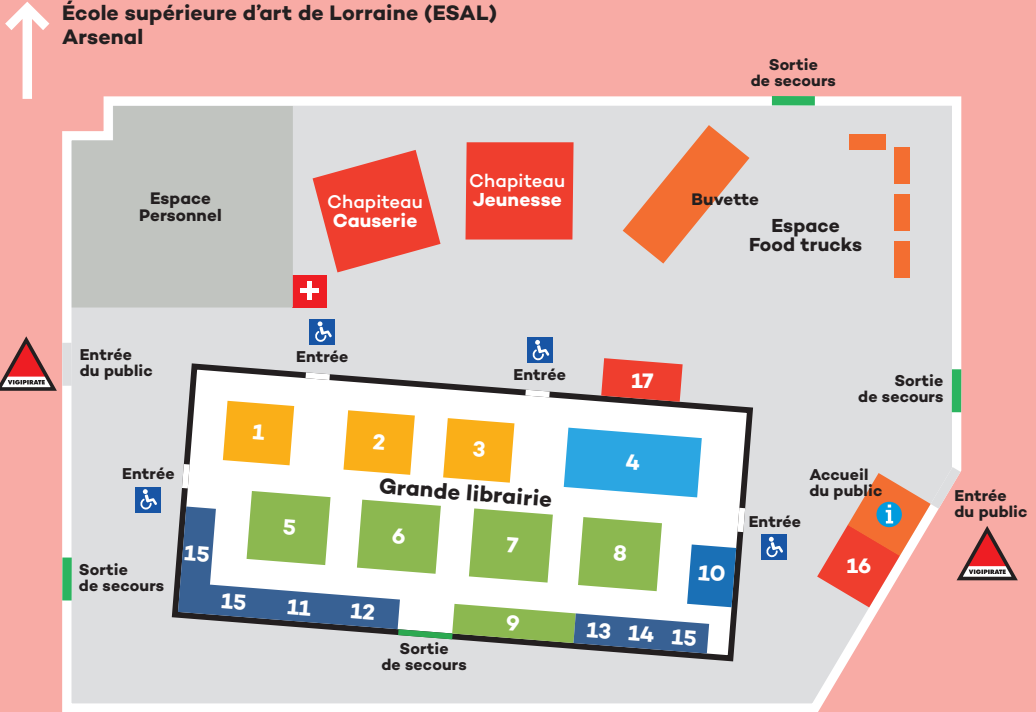 École supérieure d'art de Lorraine (ESAL)
Arsenal
Sortie
de secours
Espace
Personnel
Chapiteau
Causerie
Chapiteau
Jeunesse
Buvette
Espace
Food trucks
Entrée
du public
VIGIPIRATE
Entrée
Entrée
17
Sortie
de secours
1
2
3
4
Grande librairie
Entrée
Accueil
du public
i
Entrée
du public
VIGIPIRATE
5
6
7
8
Entrée
15
10
16
Sortie
de secours
15
11
12
9
13
14
15
Sortie
de secours